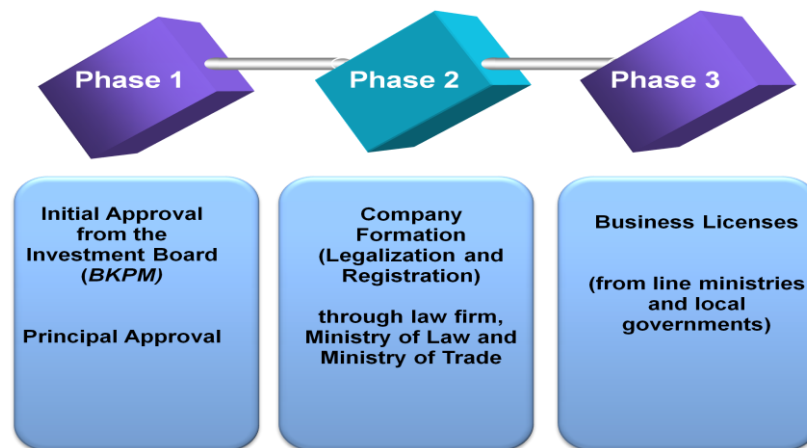 Phase 1
Phase 2
Phase 3
Initial Approval
from the
Investment Board
(BKPM)
Principal Approval
Company
Formation
(Legalization and
Registration)
through law firm,
Ministry of Law and
Ministry of Trade
Business Licenses
(from line ministries
and local
governments)